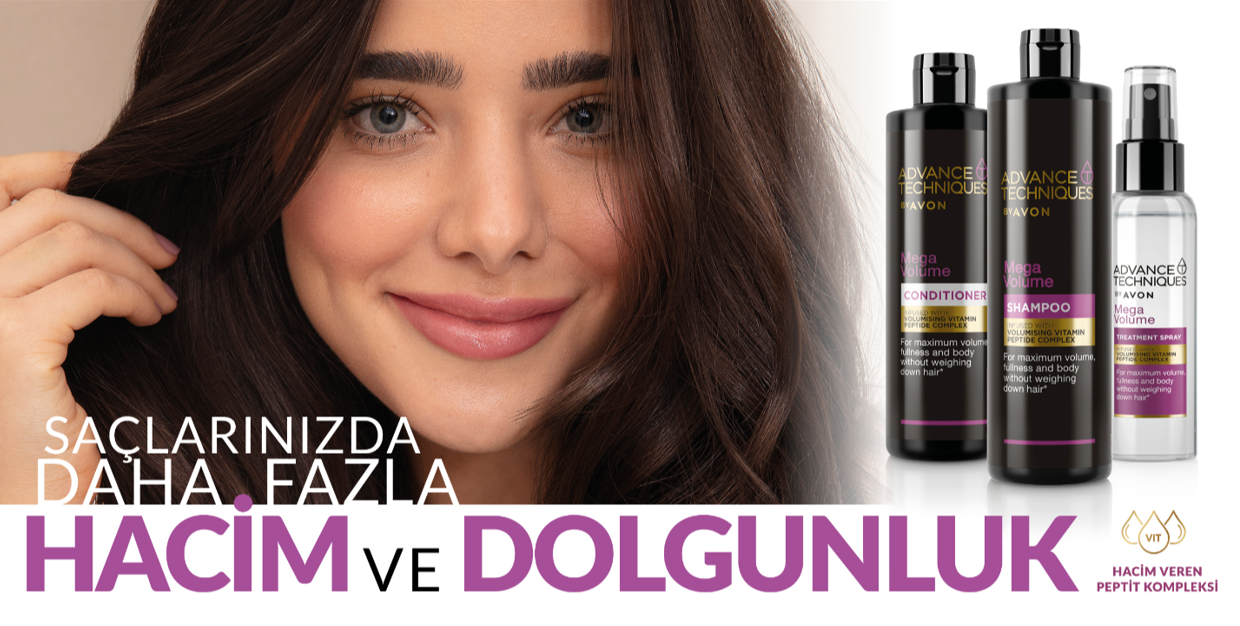 SAÇLARINIZDA
DAHA FAZLA
HACİM VE DOLGUNLUK
ADVANCE
TECHNIQUES
BY AVON
Mega
Volume
CONDITIONER
INFUSED WITH
VOLUMISING VITAMIN
PEPTIDE COMPLEX
For maximum volume
fullness and body
without weighing
down hair*
ADVANCE
TECHNIQUES
BY AVON
Mega
Volume
SHAMPOO
INFUSED WITH
VOLUMISING VITAMIN
PEPTIDE COMPLEX
For maximum volume,
fullness and body
without weighing
down hair*
ADVANCE
TECHNIQUES
BY AVON
Mega
Volume
TREATMENT SPRAY
INFUSED WITH
VOLUMISING VITAMIN
PEPTIDE COMPLEX
For maximum volume,
fullness and body
without weighing
down hair*
VIT
HACİM VEREN
PEPTİT KOMPLEKSİ